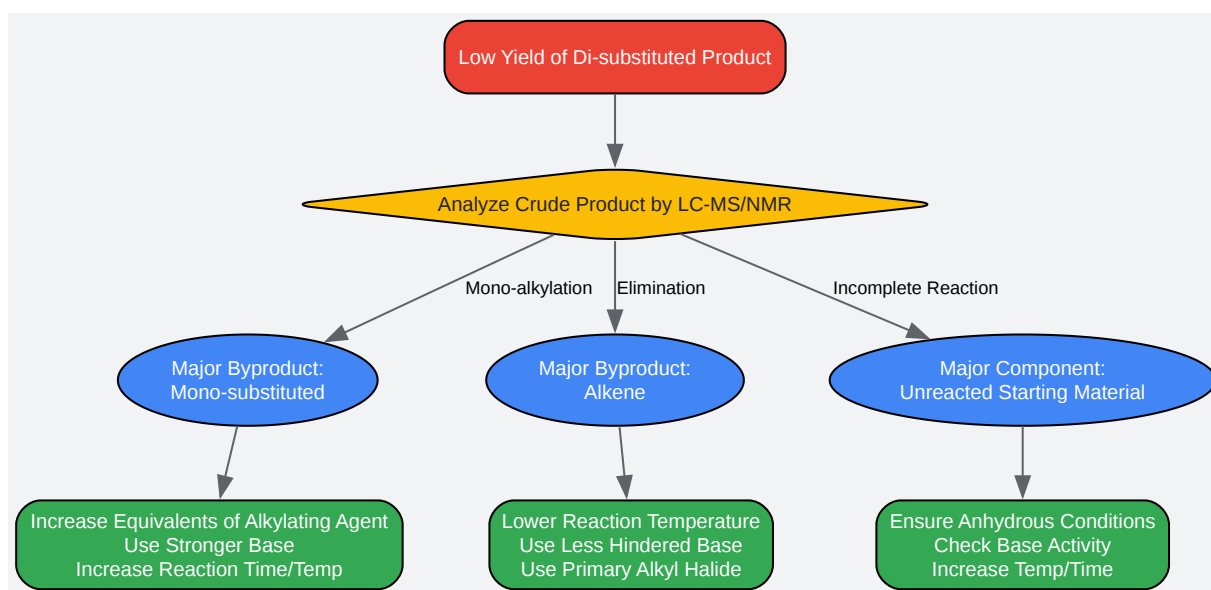 Low Yield of Di-substituted Product
Analyze Crude Product by LC-MS/NMR
Mono-alkylation
Elimination
Incomplete Reaction
Major Byproduct:
Mono-substituted
Major Byproduct:
Alkene
Major Component:
Unreacted Starting Material
Increase Equivalents of Alkylating Agent
Use Stronger Base
Increase Reaction Time/Temp
Lower Reaction Temperature
Use Less Hindered Base
Use Primary Alkyl Halide
Ensure Anhydrous Conditions
Check Base Activity
Increase Temp/Time